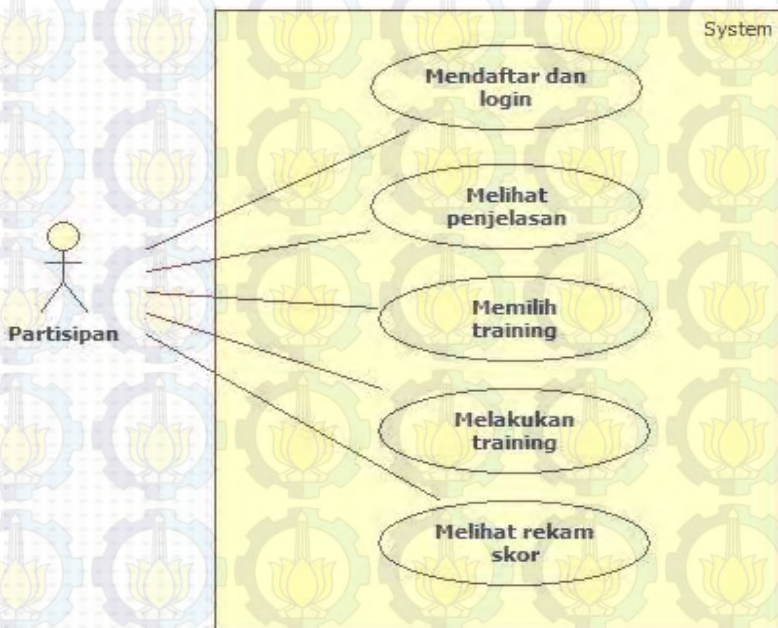 System
Mendaftar dan
login
Melihat
penjelasan
Partisipan
Memilih
training
Melakukan
training
Melihat rekam
skor